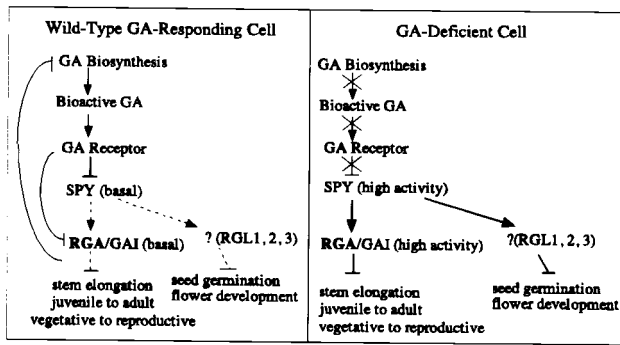 Wild-Type GA-Responding Cell
GA Biosynthesis
Bioactive GA
GA Receptor
SPY (basal)
RGA/GAI (basal)
? (RGL1, 2, 3)
stem elongation
juvenile to adult
vegetative to reproductive
seed germination
flower development
GA-Deficient Cell
GA Biosynthesis
Bioactive GA
GA Receptor
SPY (high activity)
RGA/GAI (high activity)
?(RGL1, 2, 3)
stem elongation
juvenile to adult
vegetative to reproductive
seed germination
flower development